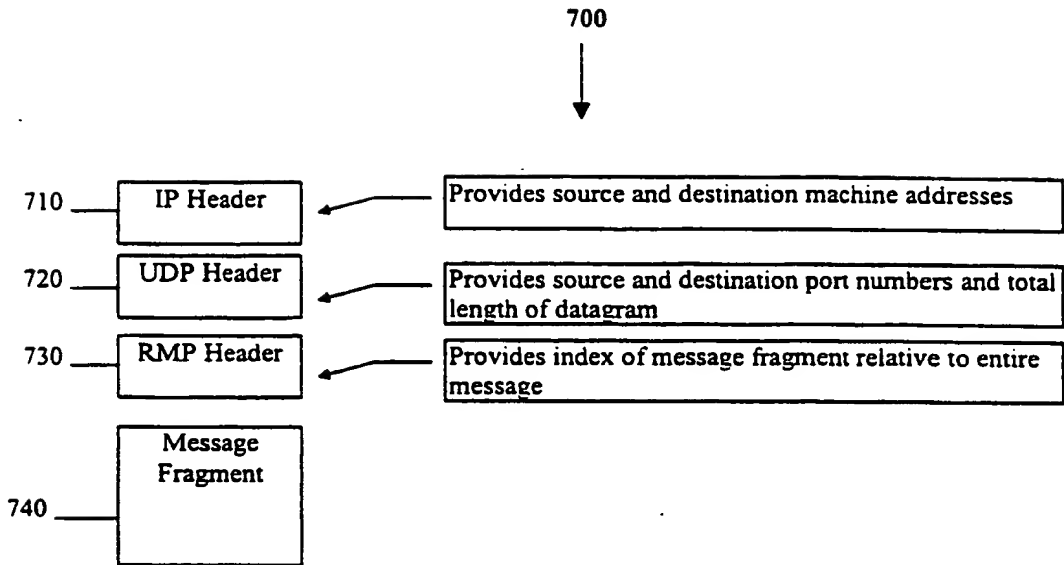 700
710
IP Header
Provides source and destination machine addresses
720
UDP Header
Provides source and destination port numbers and total
length of datagram
730
RMP Header
Provides index of message fragment relative to entire
message
Message
Fragment
740